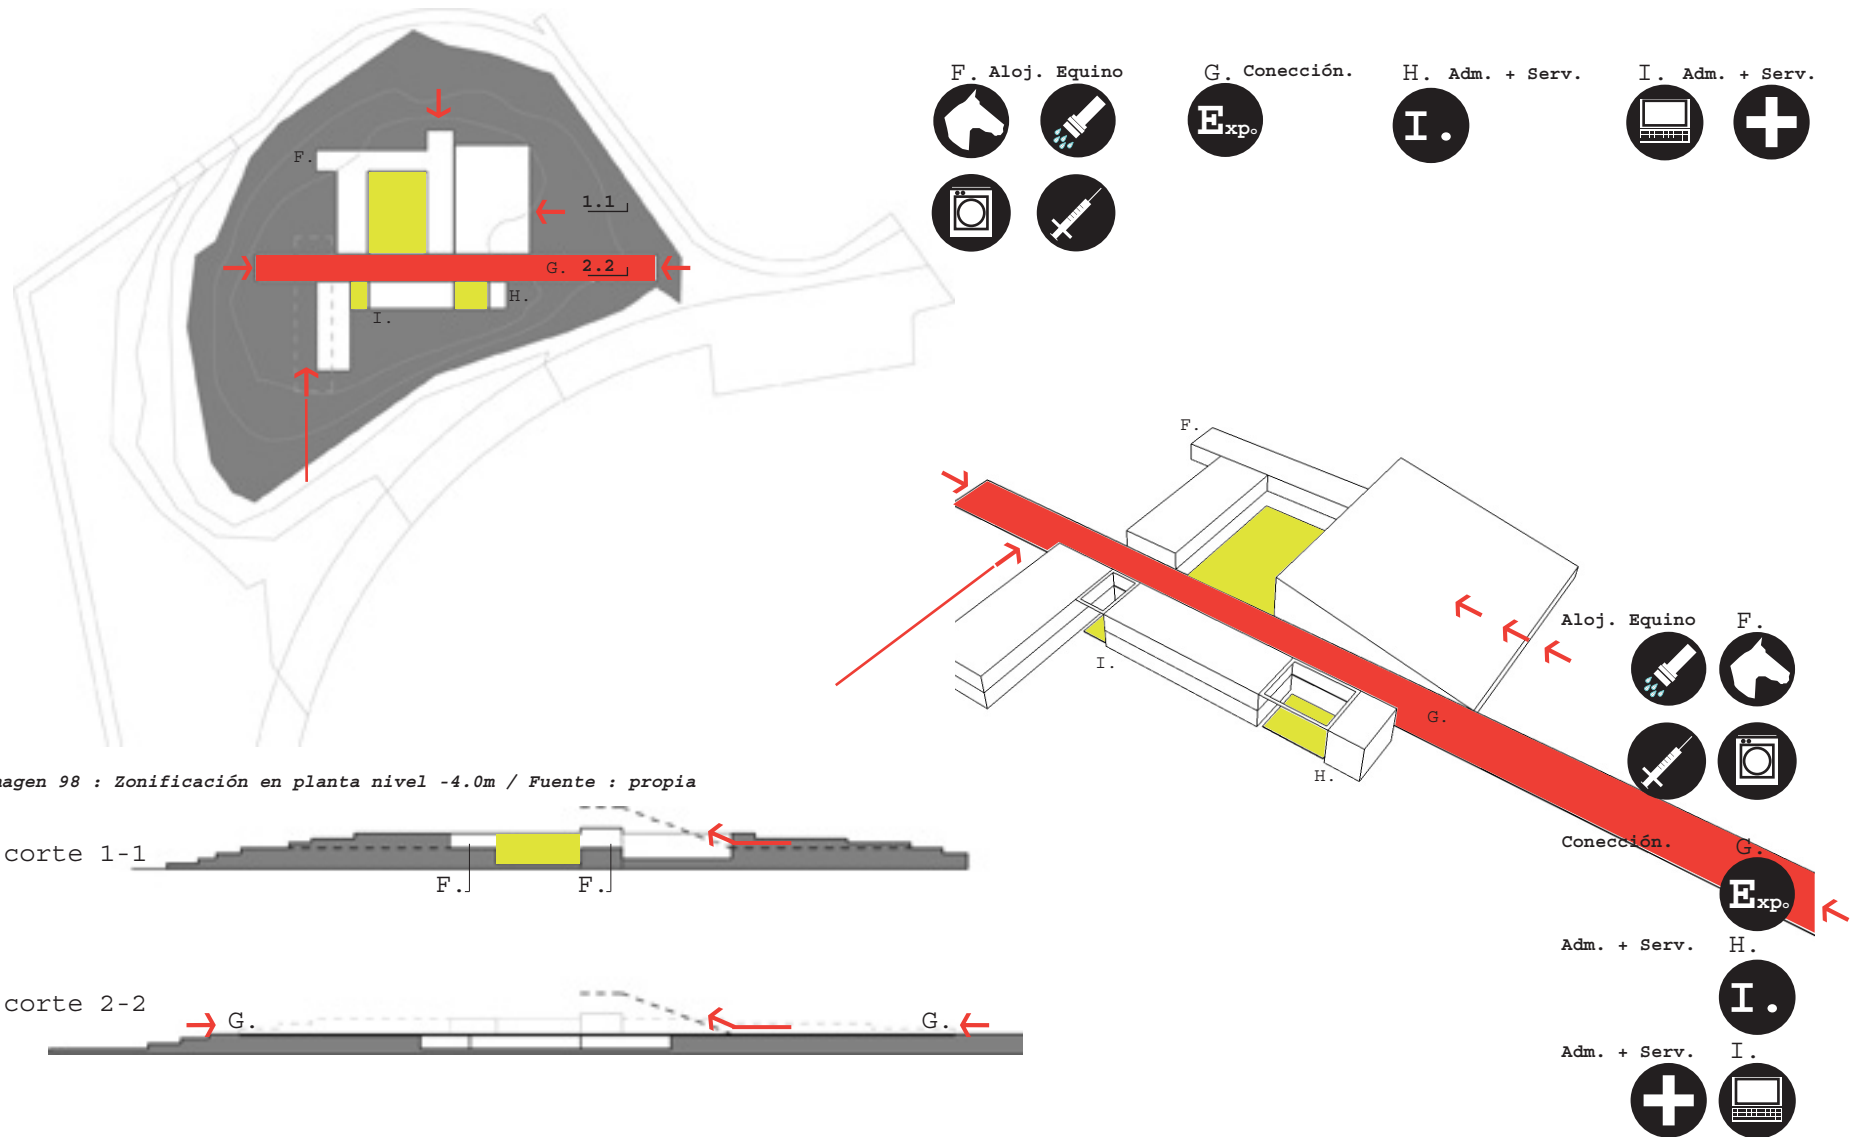 F. Aloj. Equino
G. Conección.
H. Adm. + Serv.
I. Adm. + Serv.
Exp.
I.
F.
1.1
G. 2.2
H.
I.
F.
I.
G.
H.
Aloj. Equino F.
Conección. G.
Exp.
Adm. + Serv. H.
I.
Adm. + Serv. I.
magen 98 : Zonificación en planta nivel -4.0m / Fuente : propia
corte 1-1
F. F.
corte 2-2
G. G.